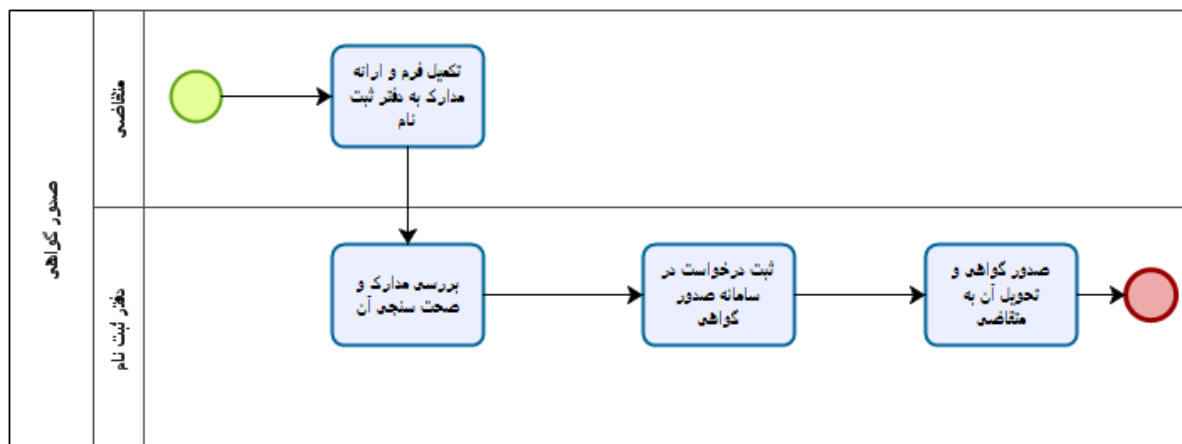 صدور گواهی
متقاضی
تکمیل فرم و ارائه
مدارک به دفتر ثبت
نام
دفتر ثبت نام
بررسی مدارک و
صحت سنجی آن
ثبت درخواست در
سامانه صدور
گواهی
صدور گواهی و
تحویل آن به
متقاضی